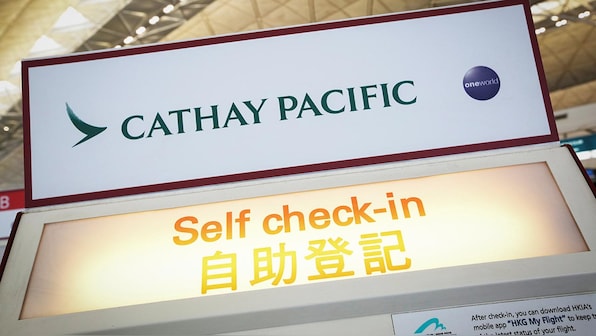 CATHAY PACIFIC
oneworld
Self check-in
自助登記
B
After check-in, you can download HKIA's
mobile app "HKG My Flight" to keep
latest status of your flight.